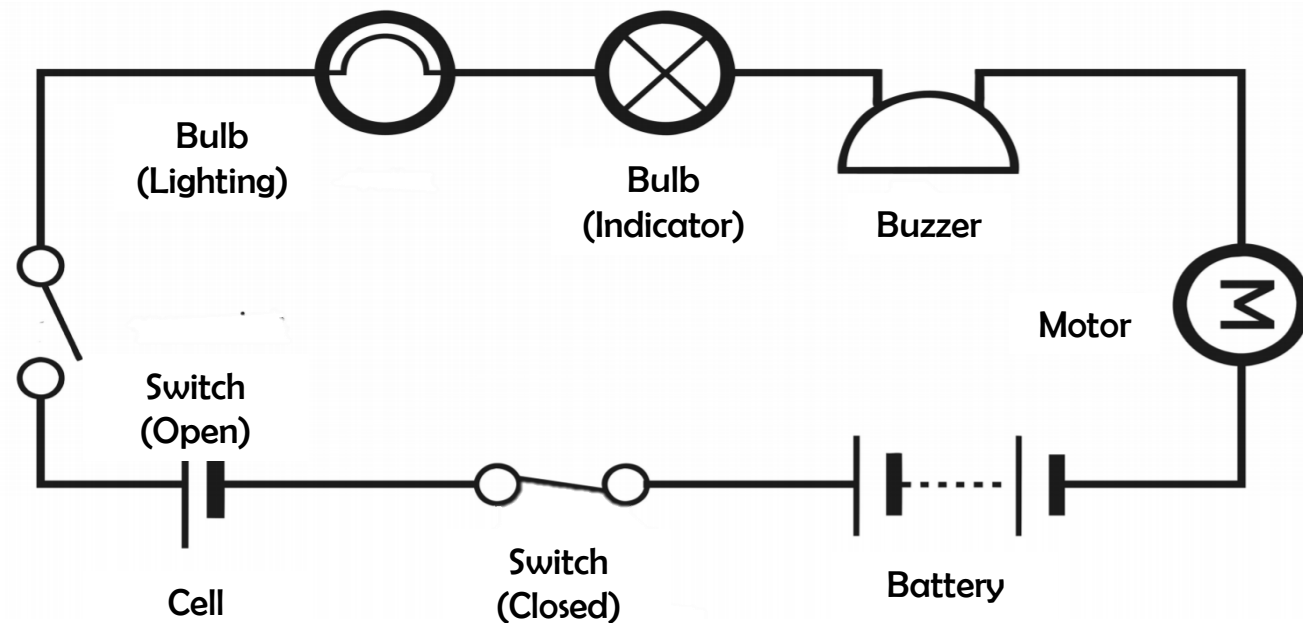 Bulb
(Lighting)
Bulb
(Indicator)
Buzzer
M
Motor
Switch
(Open)
Cell
Switch
(Closed)
Battery